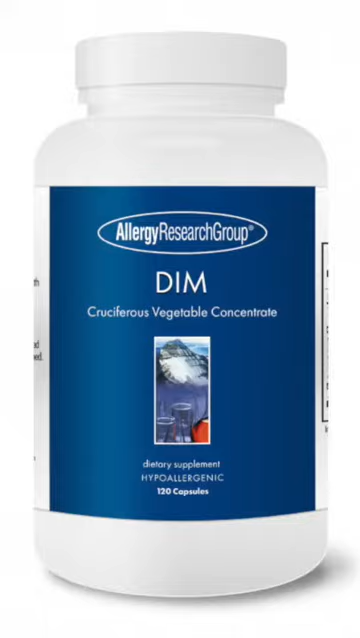 AllergyResearchGroup®
DIM
Cruciferous Vegetable Concentrate
dietary supplement
HYPOALLERGENIC
120 Capsules